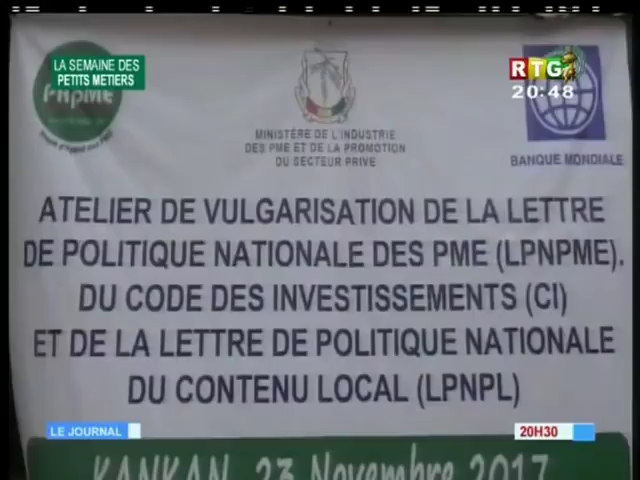 LA SEMAINE DES
PETITS METIERS
PnpME
RTG
20:48
MINISTÈRE DE L'INDUSTRIE
DES PME ET DE LA PROMOTION
DU SECTEUR PRIVE
BANQUE MONDIALE
ATELIER DE VULGARISATION DE LA LETTRE
DE POLITIQUE NATIONALE DES PME (LPNPME).
DU CODE DES INVESTISSEMENTS (CI)
ET DE LA LETTRE DE POLITIQUE NATIONALE
DU CONTENU LOCAL (LPNPL)
LE JOURNAL
20H30
KANKAN, 23 Novembre 2017